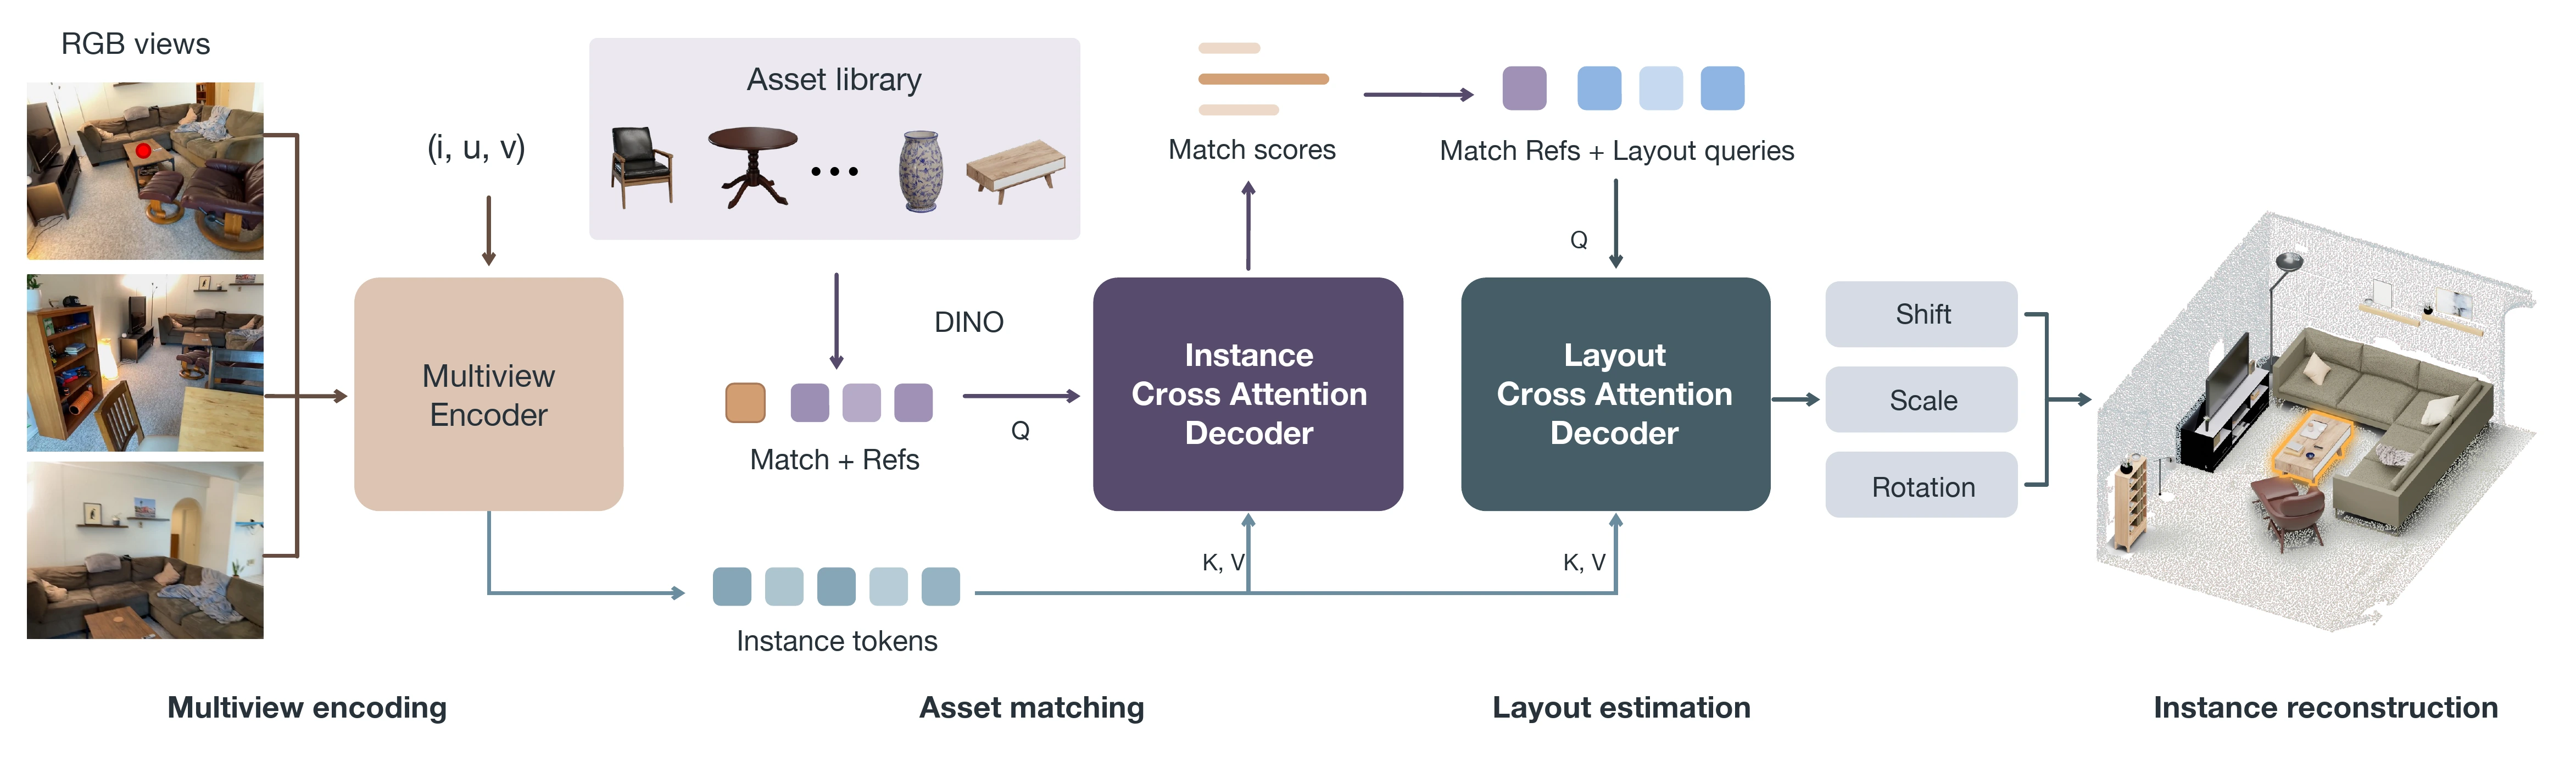 RGB views
(i, u, v)
Multiview
Encoder
Asset library
DINO
Match + Refs
Q
Instance tokens
Instance
Cross Attention
Decoder
K, V
Match scores
Match Refs + Layout queries
Q
Layout
Cross Attention
Decoder
K, V
Shift
Scale
Rotation
Multiview encoding
Asset matching
Layout estimation
Instance reconstruction